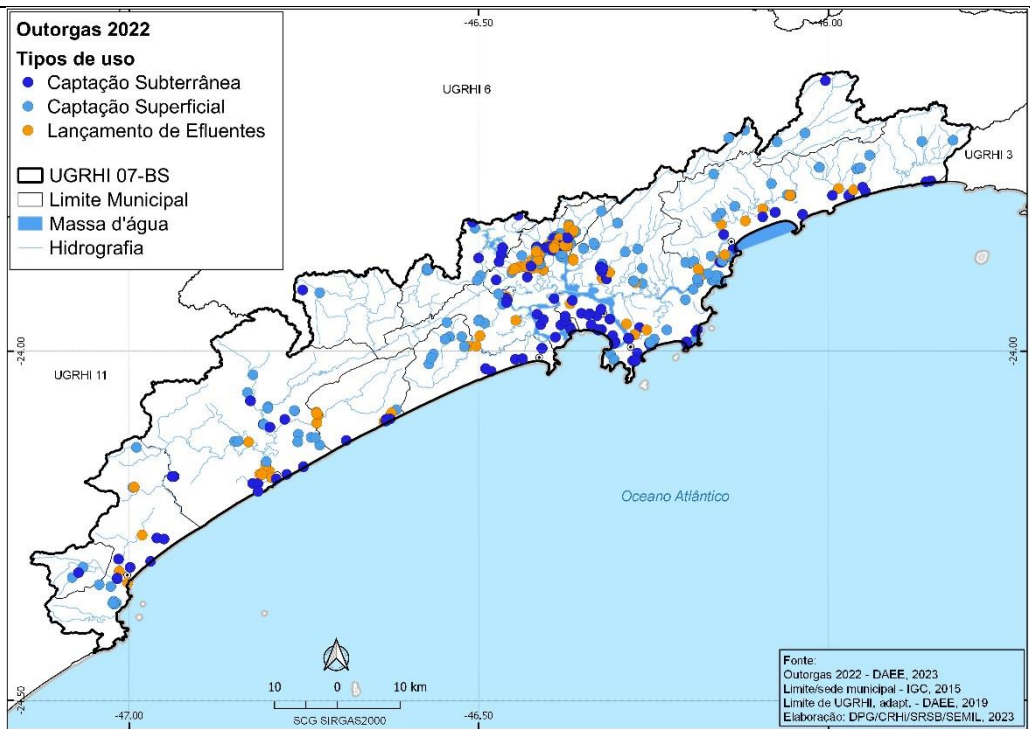 Outorgas 2022
Tipos de uso
Captação Subterrânea
Captação Superficial
Lançamento de Efluentes
UGRHI 07-BS
Limite Municipal
Massa d'água
Hidrografia
-46.50
-46.00
UGRHI 6
UGRHI 3
-24.00
-24.00
UGRHI 11
Oceano Atlântico
10 0 10 km
SCG SIRGAS2000
Fonte:
Outorgas 2022 - DAEE, 2023
Limite/sede municipal - IGC, 2015
Limite de UGRHI, adapt. - DAEE, 2019
Elaboração: DPG/CRHi/SRSB/SEMIL, 2023
-24.50
-47.00
-46.50
-46.00